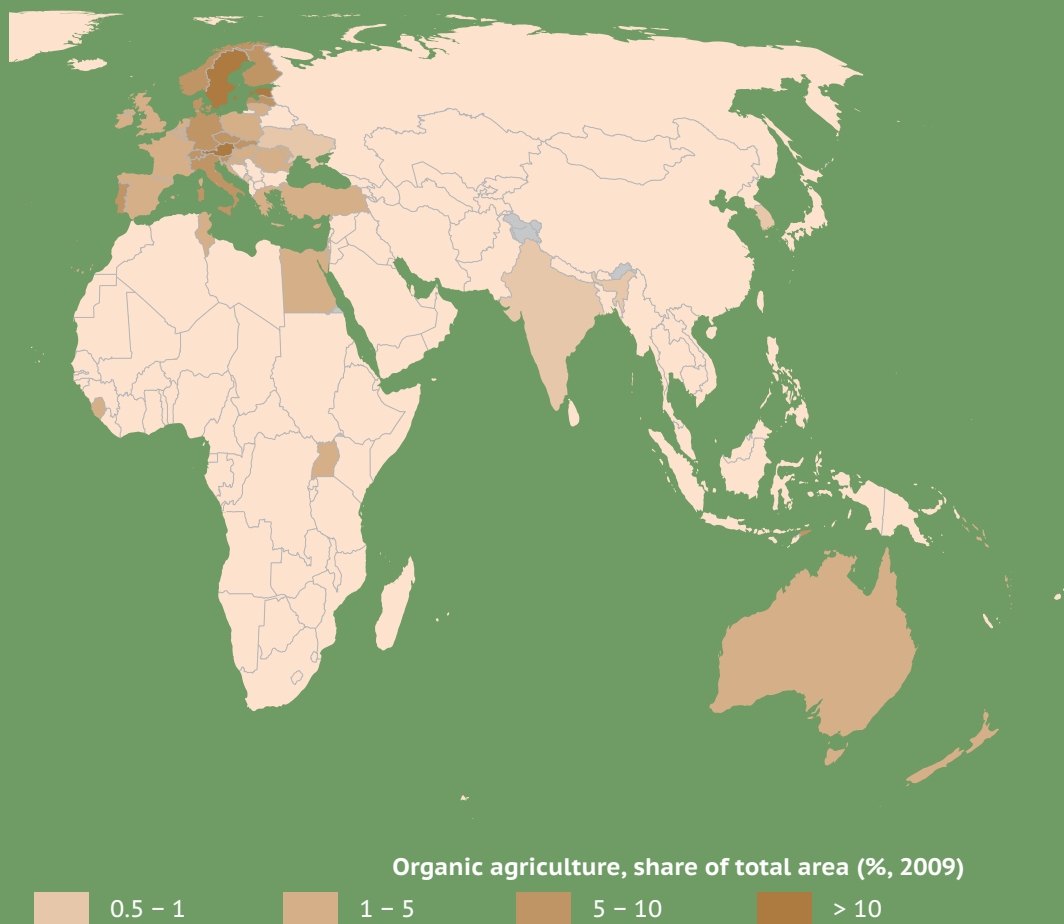 Organic agriculture, share of total area (%, 2009)
0.5 – 1
1 – 5
5 – 10
> 10